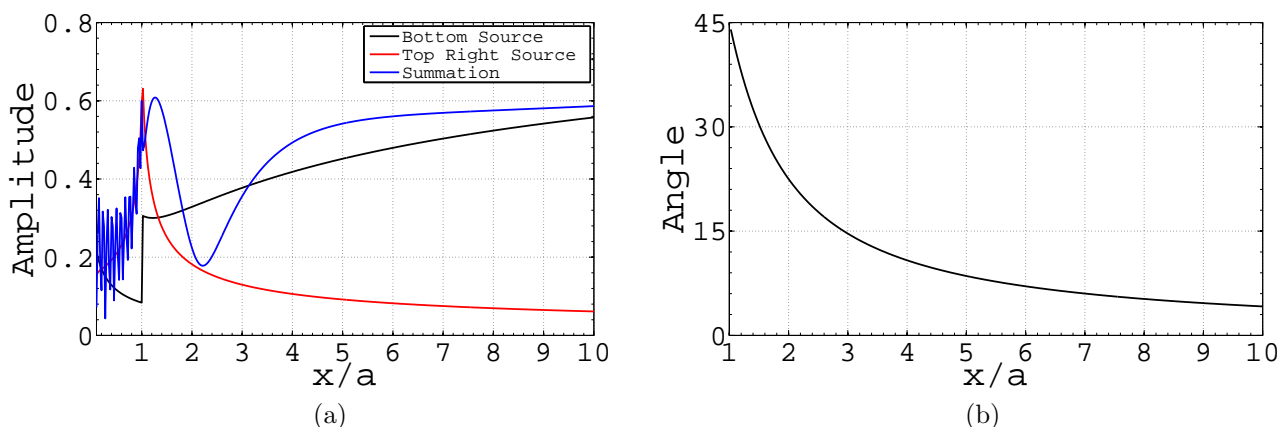 0.8
0.6
0.4
0.2
0
Amplitude
Bottom Source
Top Right Source
Summation
1 2 3 4 5 6 7 8 9 10
x/a
(a)
45
30
15
0
Angle
1 2 3 4 5 6 7 8 9 10
x/a
(b)